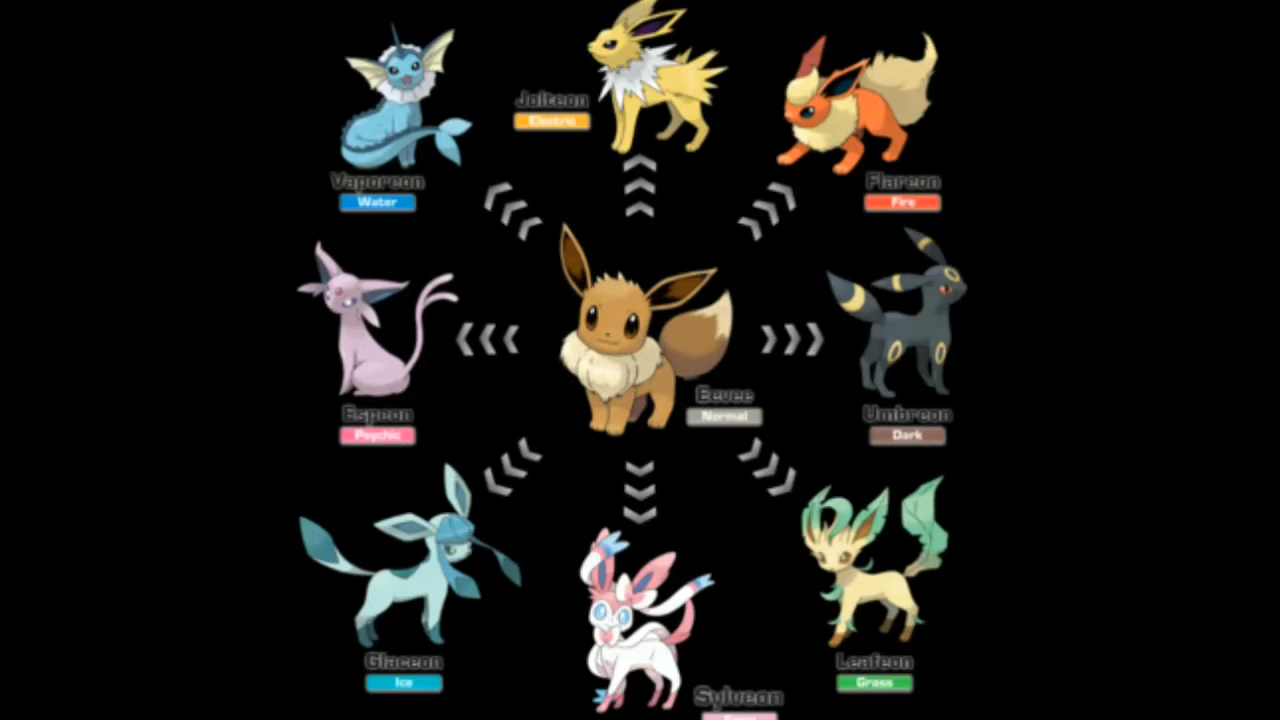 Jolteon
Electric
Vaporeon
Water
Flareon
Fire
Eevee
Normal
Espeon
Psychic
Umbreon
Dark
Glaceon
Ice
Leafeon
Grass
Sylveon